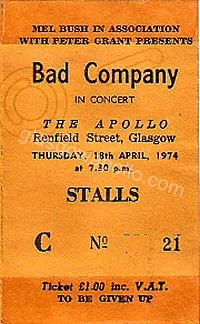 MEL BUSH IN ASSOCIATION
WITH PETER GRANT PRESENTS
Bad Company
IN CONCERT
THE APOLLO
Renfield Street, Glasgow
THURSDAY, 18th APRIL, 1974
at 7.30 p.m.
STALLS
C Nº 21
Ticket £1.00 inc. V.A.T.
TO BE GIVEN UP